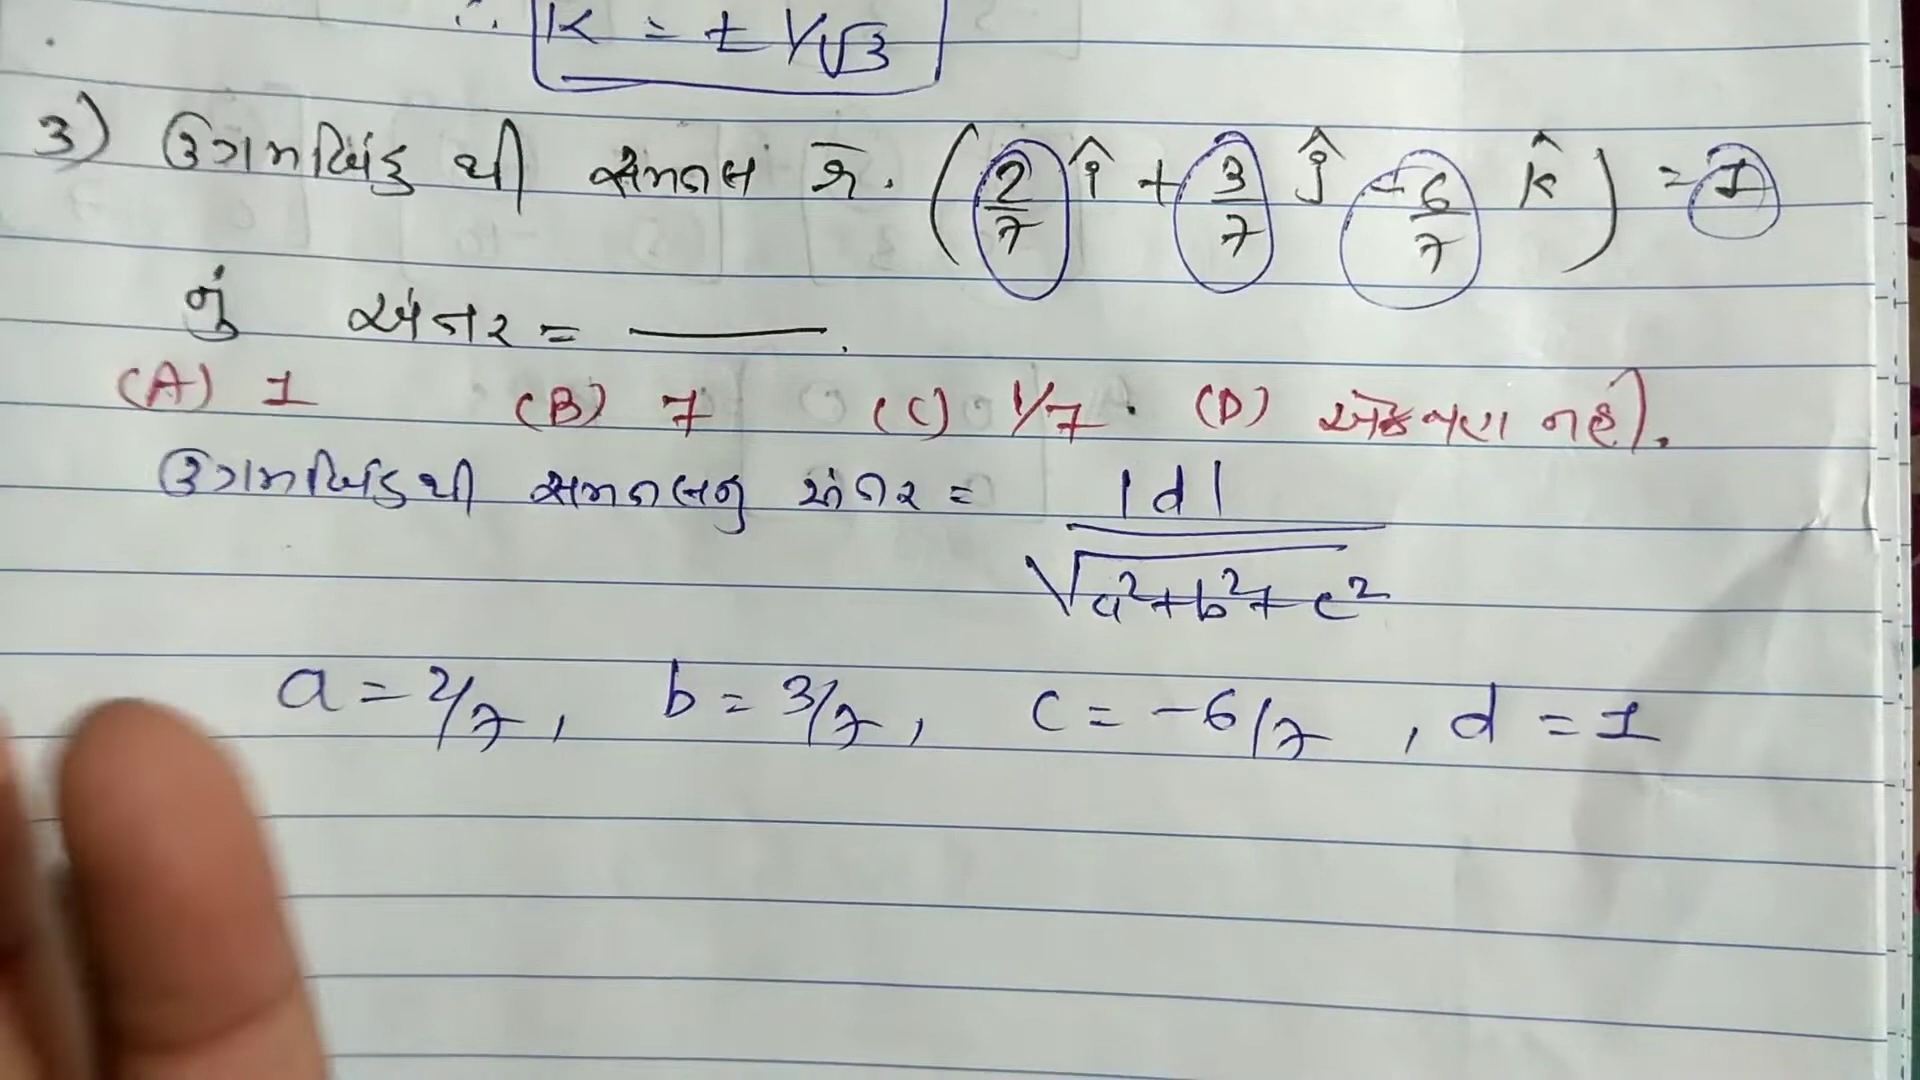 ∴ K = ± 1/√3
3) ઉગમબિંદુ થી સમતલ r̄. (2/7 î + 3/7 ĵ - 6/7 k̂) = 1
નું અંતર = ———.
(A) 1 (B) 7 (C) 1/7. (D) એકપણ નહીં.
ઉગમબિંદુથી સમતલનું અંતર = |d| / √a²+b²+c²
a = 2/7, b = 3/7, c = -6/7, d = 1